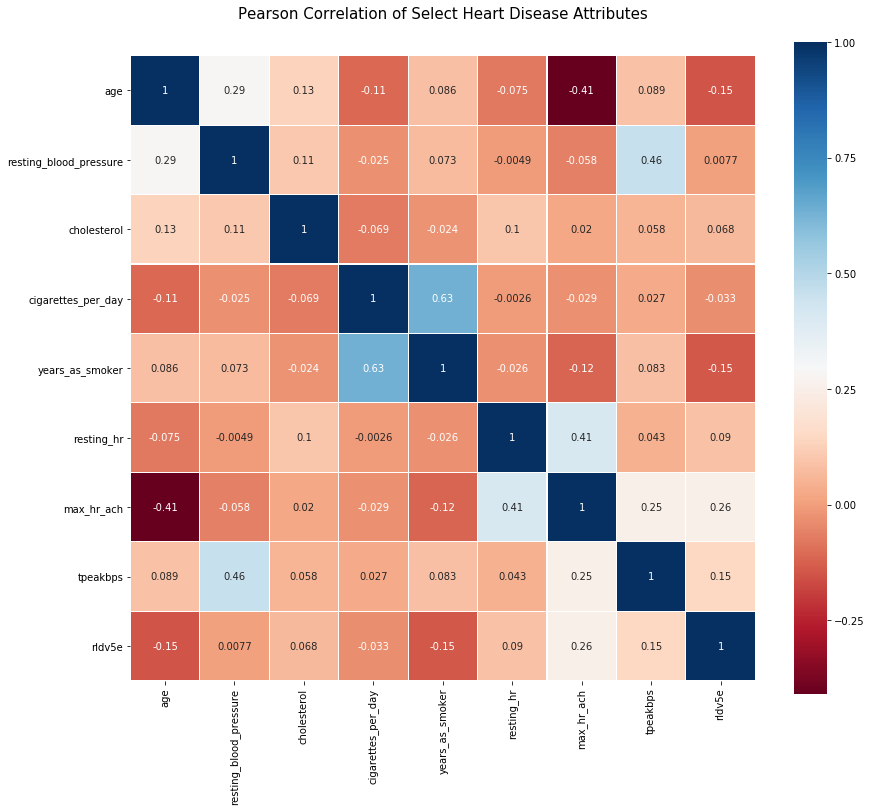 Pearson Correlation of Select Heart Disease Attributes
age 1 0.29 0.13 -0.11 0.086 -0.075 -0.41 0.089 -0.15
resting_blood_pressure 0.29 1 0.11 -0.025 0.073 -0.0049 -0.058 0.46 0.0077
cholesterol 0.13 0.11 1 -0.069 -0.024 0.1 0.02 0.058 0.068
cigarettes_per_day -0.11 -0.025 -0.069 1 0.63 -0.0026 -0.029 0.027 -0.033
years_as_smoker 0.086 0.073 -0.024 0.63 1 -0.026 -0.12 0.083 -0.15
resting_hr -0.075 -0.0049 0.1 -0.0026 -0.026 1 0.41 0.043 0.09
max_hr_ach -0.41 -0.058 0.02 -0.029 -0.12 0.41 1 0.25 0.26
tpeakbps 0.089 0.46 0.058 0.027 0.083 0.043 0.25 1 0.15
rldv5e -0.15 0.0077 0.068 -0.033 -0.15 0.09 0.26 0.15 1
age
resting_blood_pressure
cholesterol
cigarettes_per_day
years_as_smoker
resting_hr
max_hr_ach
tpeakbps
rldv5e
1.00
0.75
0.50
0.25
0.00
−0.25